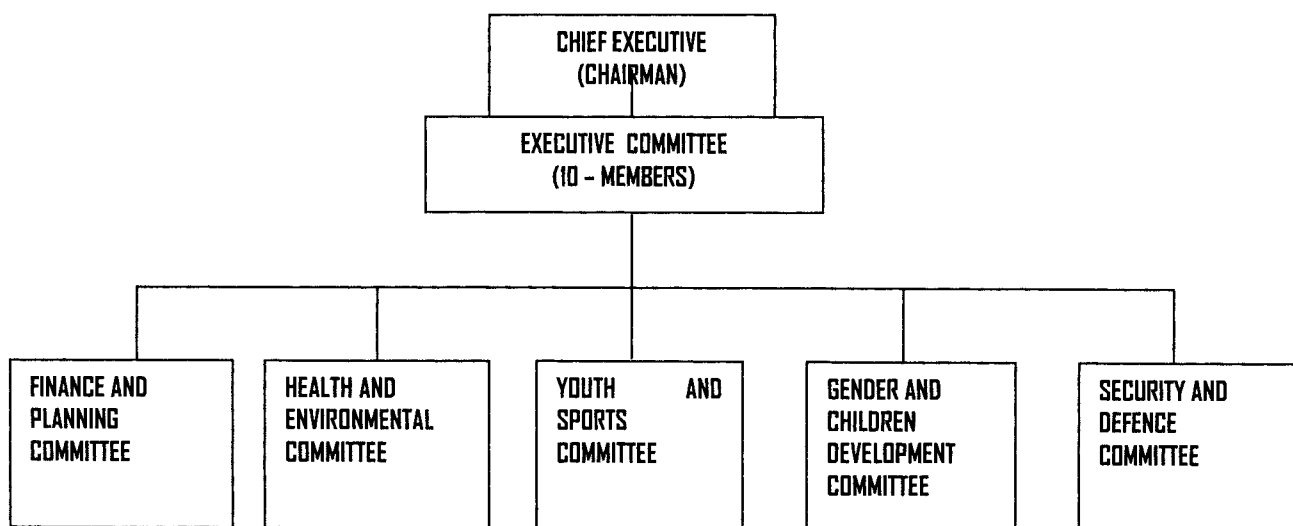 CHIEF EXECUTIVE
(CHAIRMAN)
EXECUTIVE COMMITTEE
(10 – MEMBERS)
FINANCE AND
PLANNING
COMMITTEE
HEALTH AND
ENVIRONMENTAL
COMMITTEE
YOUTH AND
SPORTS
COMMITTEE
GENDER AND
CHILDREN
DEVELOPMENT
COMMITTEE
SECURITY AND
DEFENCE
COMMITTEE